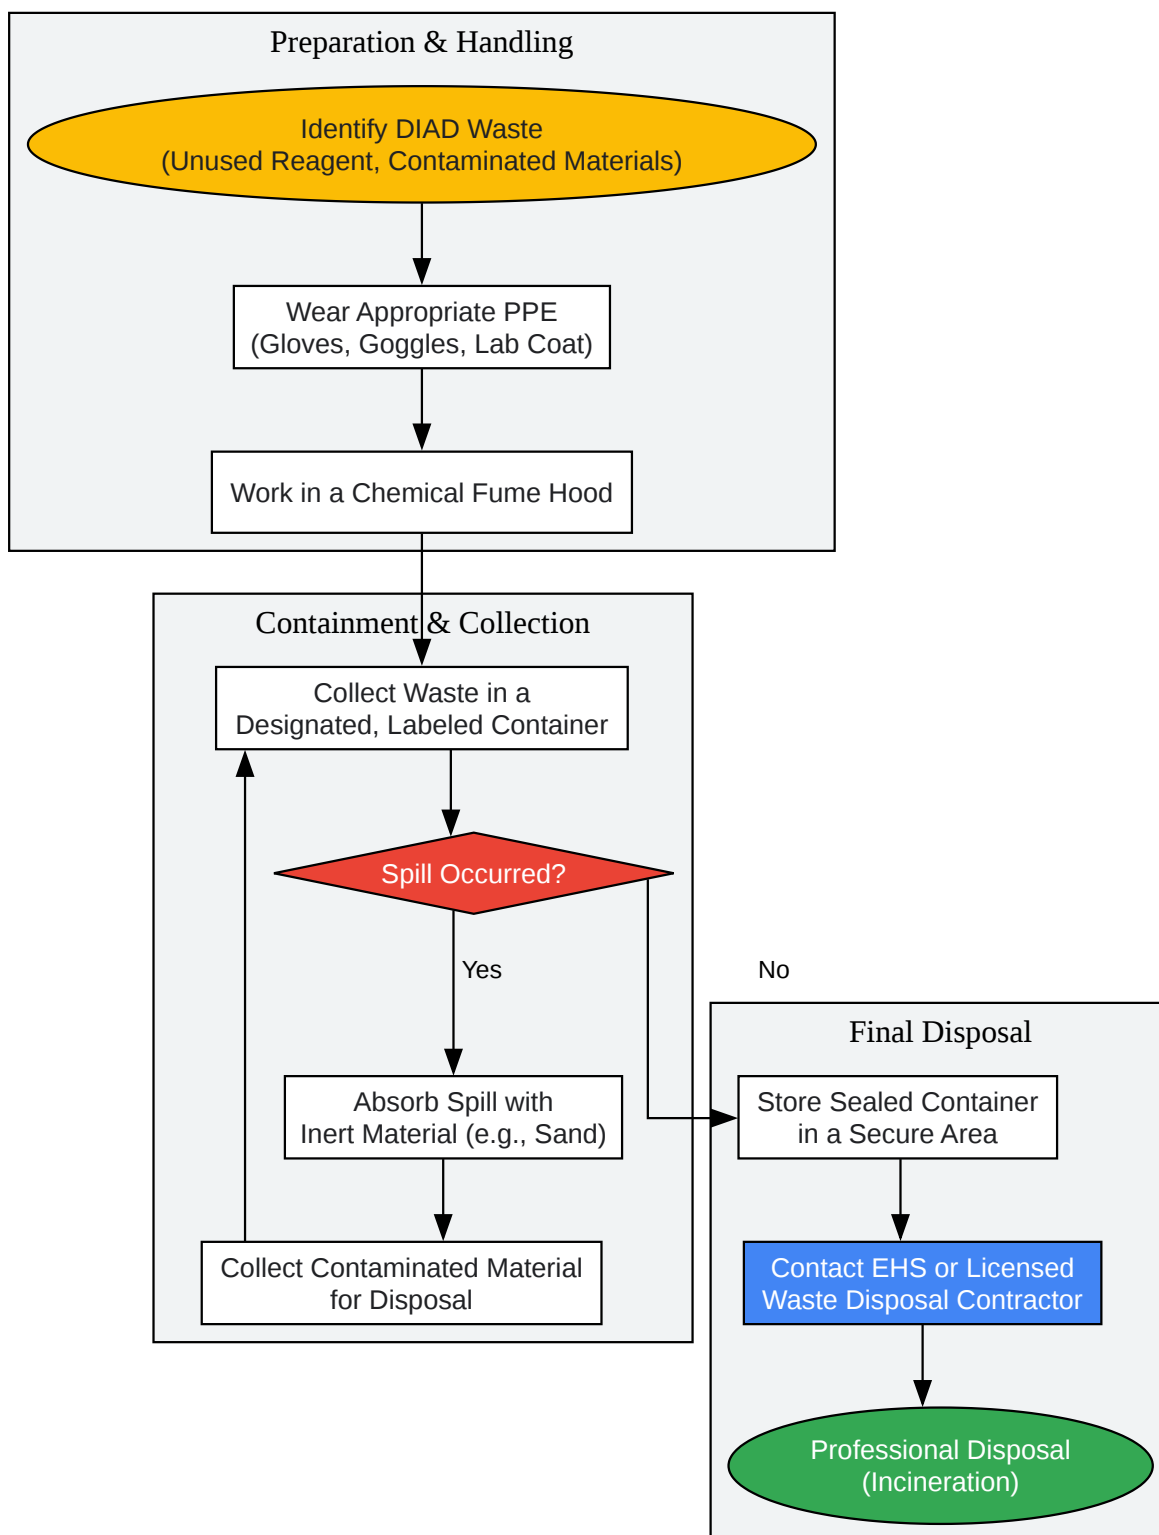 Preparation & Handling
Identify DIAD Waste
(Unused Reagent, Contaminated Materials)
Wear Appropriate PPE
(Gloves, Goggles, Lab Coat)
Work in a Chemical Fume Hood
Containment & Collection
Collect Waste in a
Designated, Labeled Container
Spill Occurred?
Yes
No
Absorb Spill with
Inert Material (e.g., Sand)
Collect Contaminated Material
for Disposal
Final Disposal
Store Sealed Container
in a Secure Area
Contact EHS or Licensed
Waste Disposal Contractor
Professional Disposal
(Incineration)